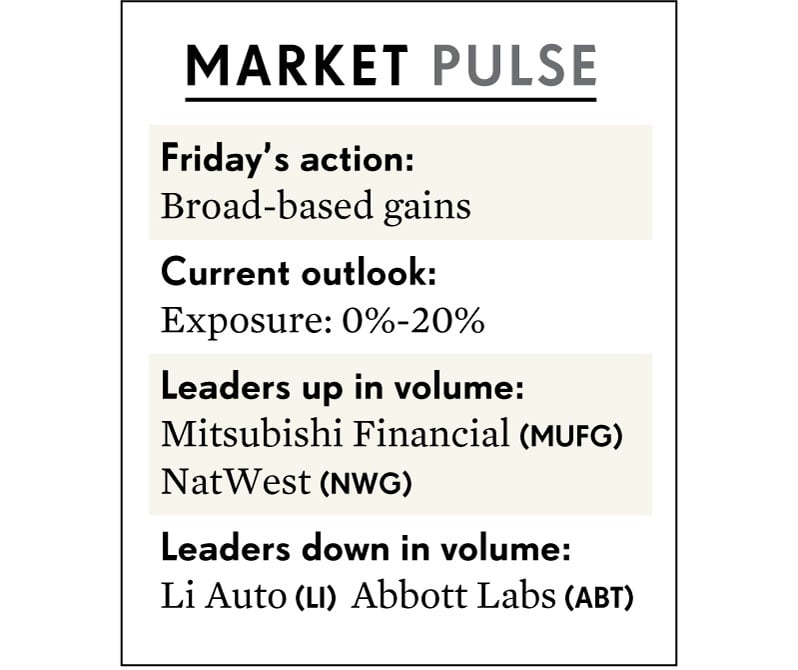 MARKET PULSE
Friday’s action:
Broad-based gains
Current outlook:
Exposure: 0%-20%
Leaders up in volume:
Mitsubishi Financial (MUFG)
NatWest (NWG)
Leaders down in volume:
Li Auto (LI) Abbott Labs (ABT)